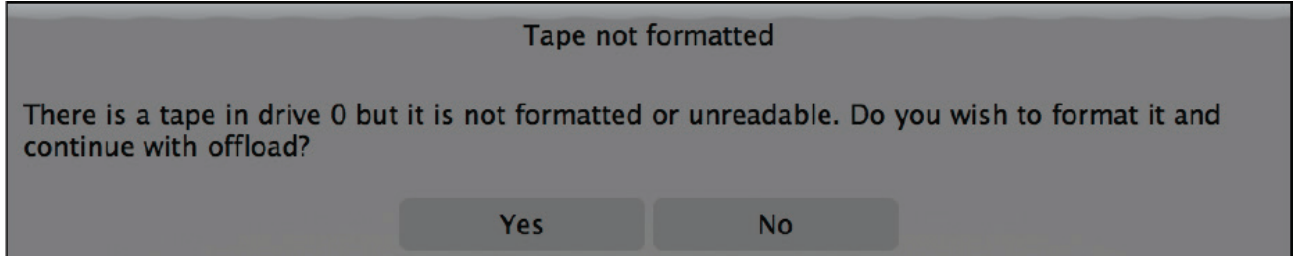 Tape not formatted
There is a tape in drive 0 but it is not formatted or unreadable. Do you wish to format it and
continue with offload?
Yes
No